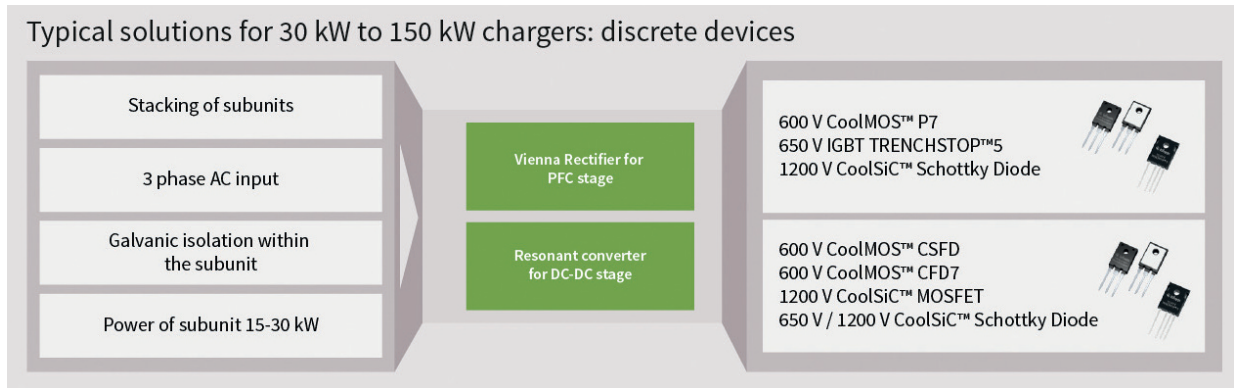 Typical solutions for 30 kW to 150 kW chargers: discrete devices
Stacking of subunits
3 phase AC input
Galvanic isolation within
the subunit
Power of subunit 15-30 kW
Vienna Rectifier for
PFC stage
Resonant converter
for DC-DC stage
600 V CoolMOS™ P7
650 V IGBT TRENCHSTOP™5
1200 V CoolSiC™ Schottky Diode
600 V CoolMOS™ CSFD
600 V CoolMOS™ CFD7
1200 V CoolSiC™ MOSFET
650 V / 1200 V CoolSiC™ Schottky Diode